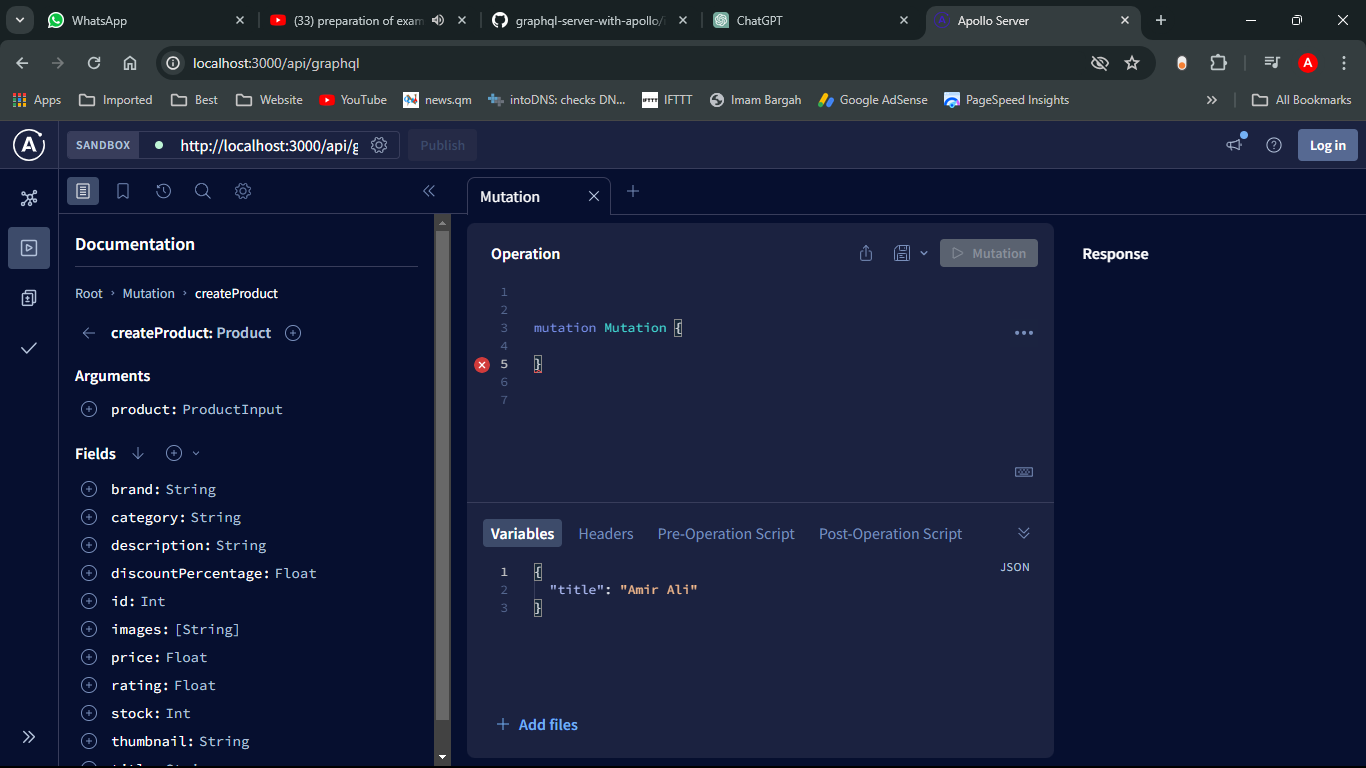 WhatsApp
(33) preparation of exam
graphql-server-with-apollo/
ChatGPT
Apollo Server
localhost:3000/api/graphql
A
Apps
Imported
Best
Website
YouTube
news.qm
intoDNS: checks DN...
IFTTT
IFTTT
Imam Bargah
Google AdSense
PageSpeed Insights
All Bookmarks
A
SANDBOX
http://localhost:3000/api/g
Publish
Log in
Mutation
Documentation
Root › Mutation › createProduct
createProduct: Product
Arguments
product: ProductInput
Fields
brand: String
category: String
description: String
discountPercentage: Float
id: Int
images: [String]
price: Float
rating: Float
stock: Int
thumbnail: String
Operation
Mutation
1
2
3 mutation Mutation {
4
5 }
6
7
Variables
Headers
Pre-Operation Script
Post-Operation Script
JSON
1 {
2 "title": "Amir Ali"
3 }
Add files
Response